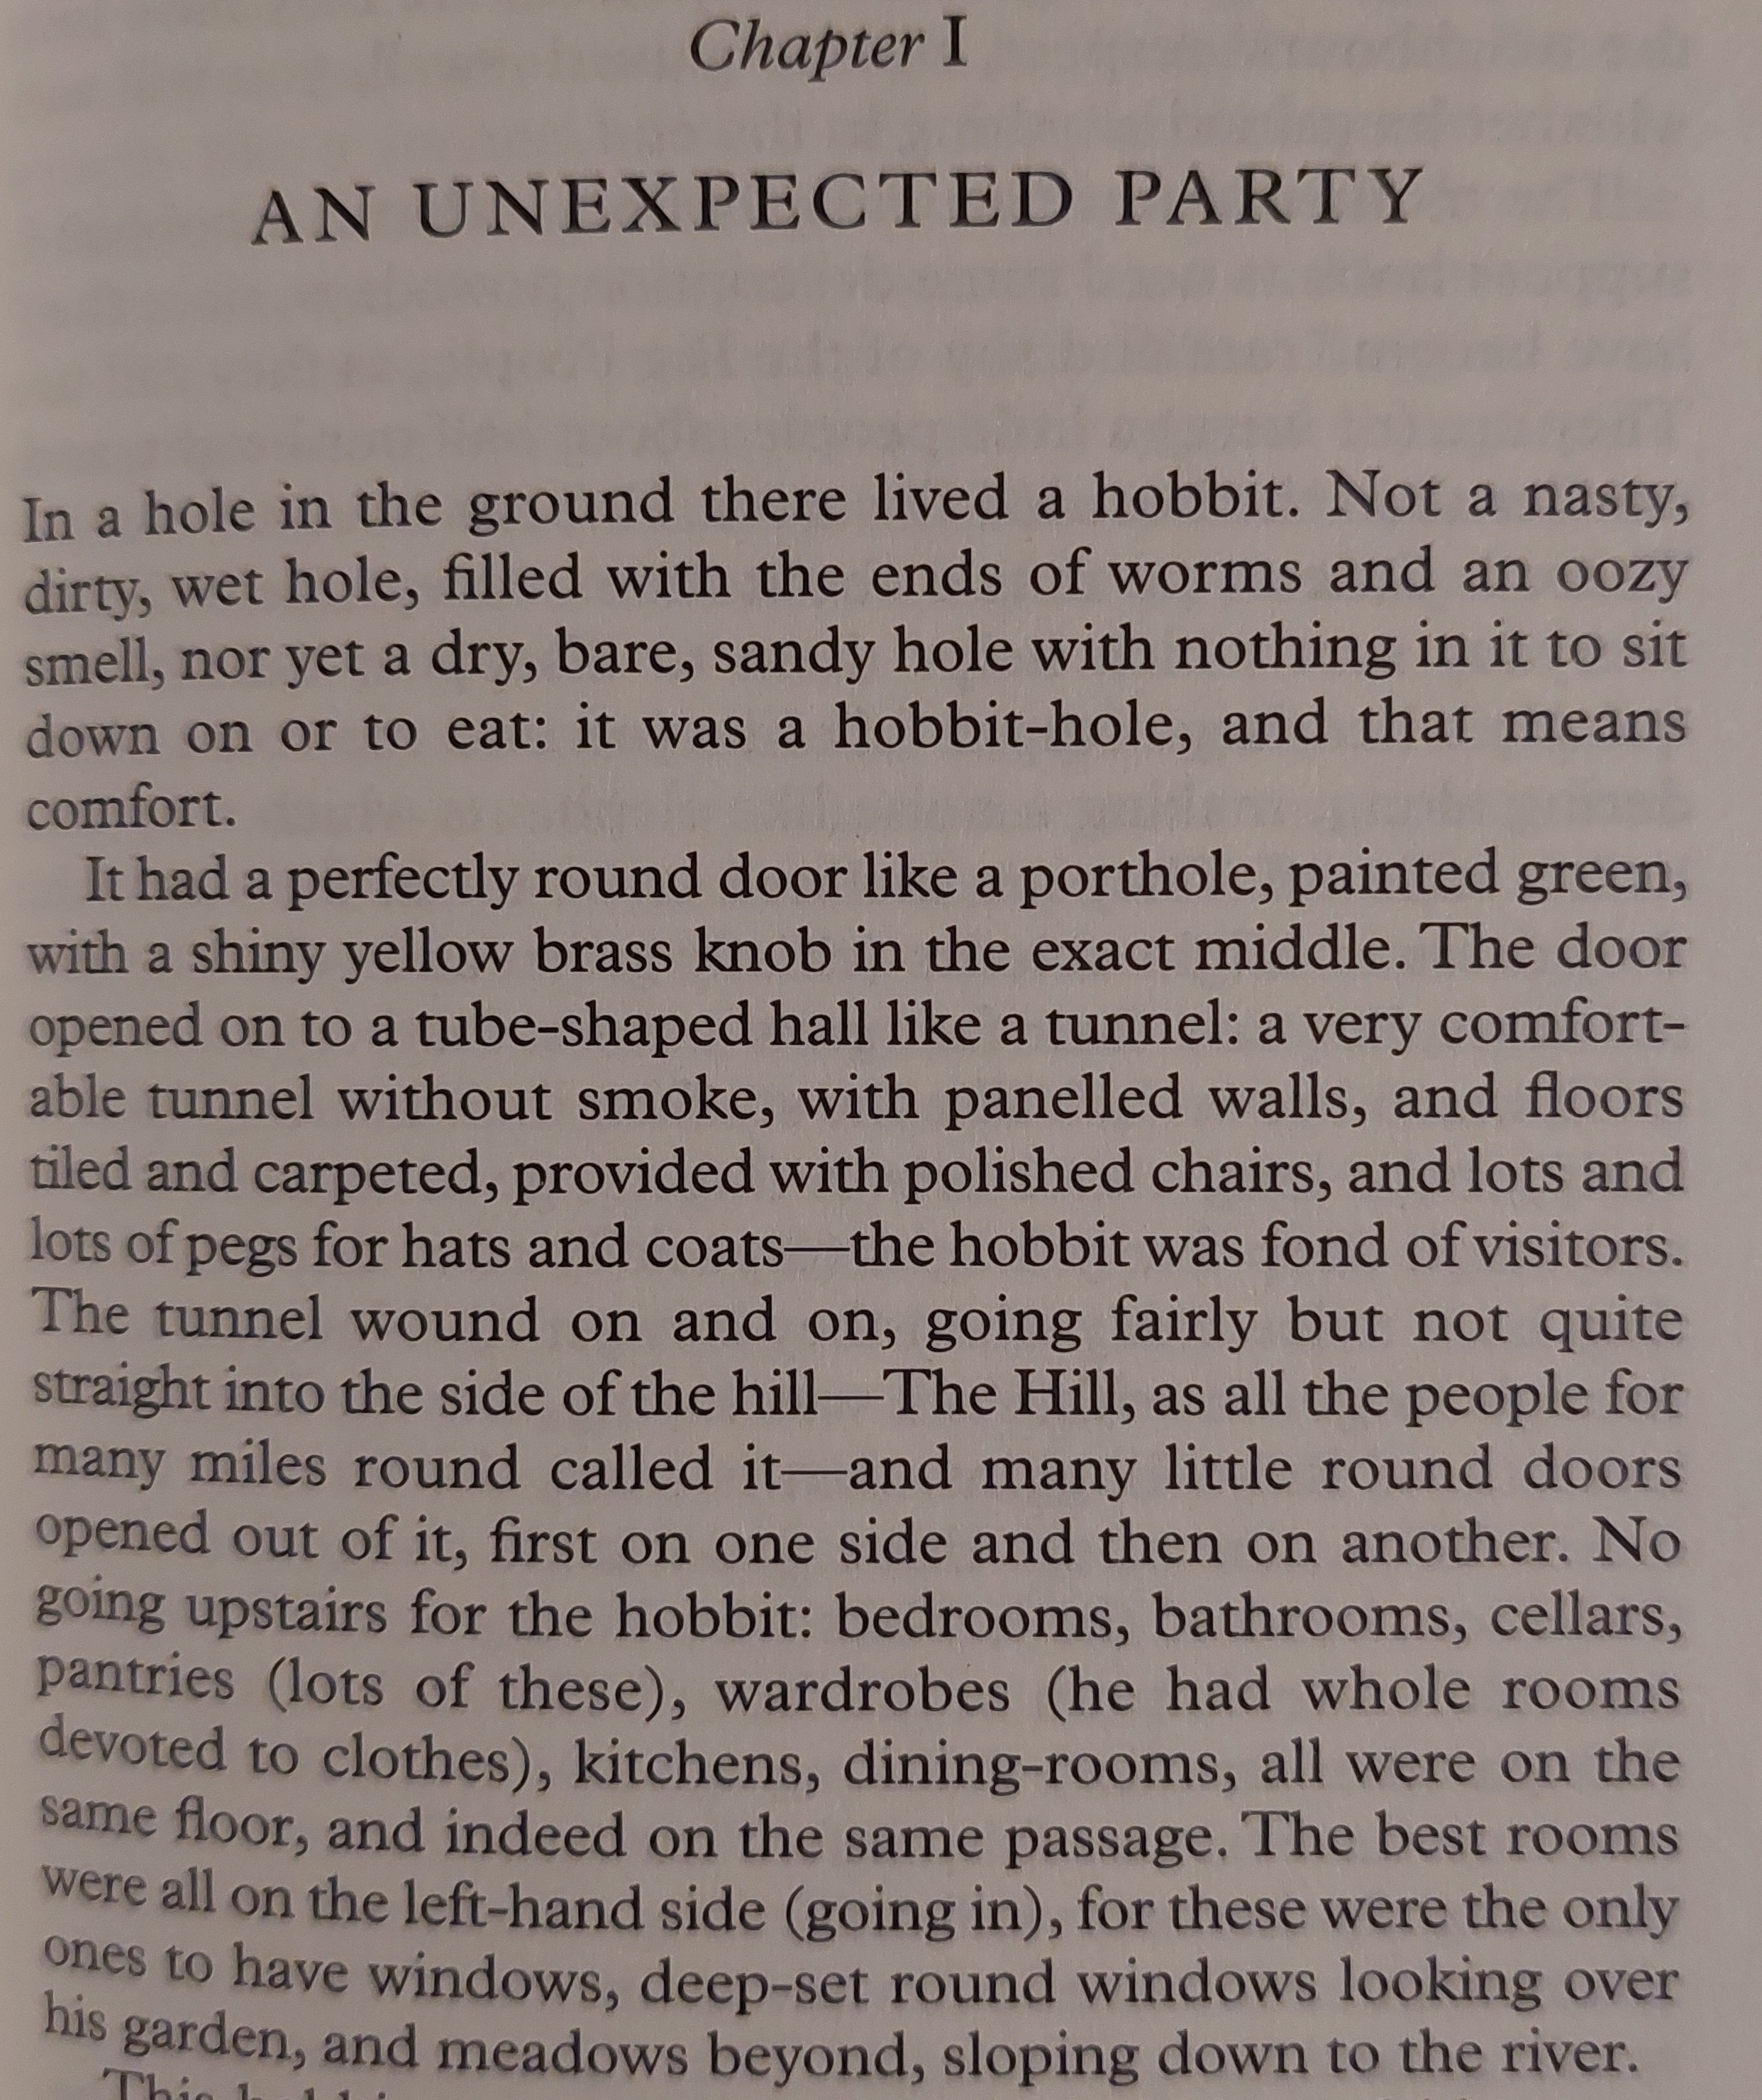 Chapter I
AN UNEXPECTED PARTY
In a hole in the ground there lived a hobbit. Not a nasty,
dirty, wet hole, filled with the ends of worms and an oozy
smell, nor yet a dry, bare, sandy hole with nothing in it to sit
down on or to eat: it was a hobbit-hole, and that means
comfort.
It had a perfectly round door like a porthole, painted green,
with a shiny yellow brass knob in the exact middle. The door
opened on to a tube-shaped hall like a tunnel: a very comfort-
able tunnel without smoke, with panelled walls, and floors
tiled and carpeted, provided with polished chairs, and lots and
lots of pegs for hats and coats—the hobbit was fond of visitors.
The tunnel wound on and on, going fairly but not quite
straight into the side of the hill—The Hill, as all the people for
many miles round called it—and many little round doors
opened out of it, first on one side and then on another. No
going upstairs for the hobbit: bedrooms, bathrooms, cellars,
pantries (lots of these), wardrobes (he had whole rooms
devoted to clothes), kitchens, dining-rooms, all were on the
same floor, and indeed on the same passage. The best rooms
were all on the left-hand side (going in), for these were the only
ones to have windows, deep-set round windows looking over
his garden, and meadows beyond, sloping down to the river.
This